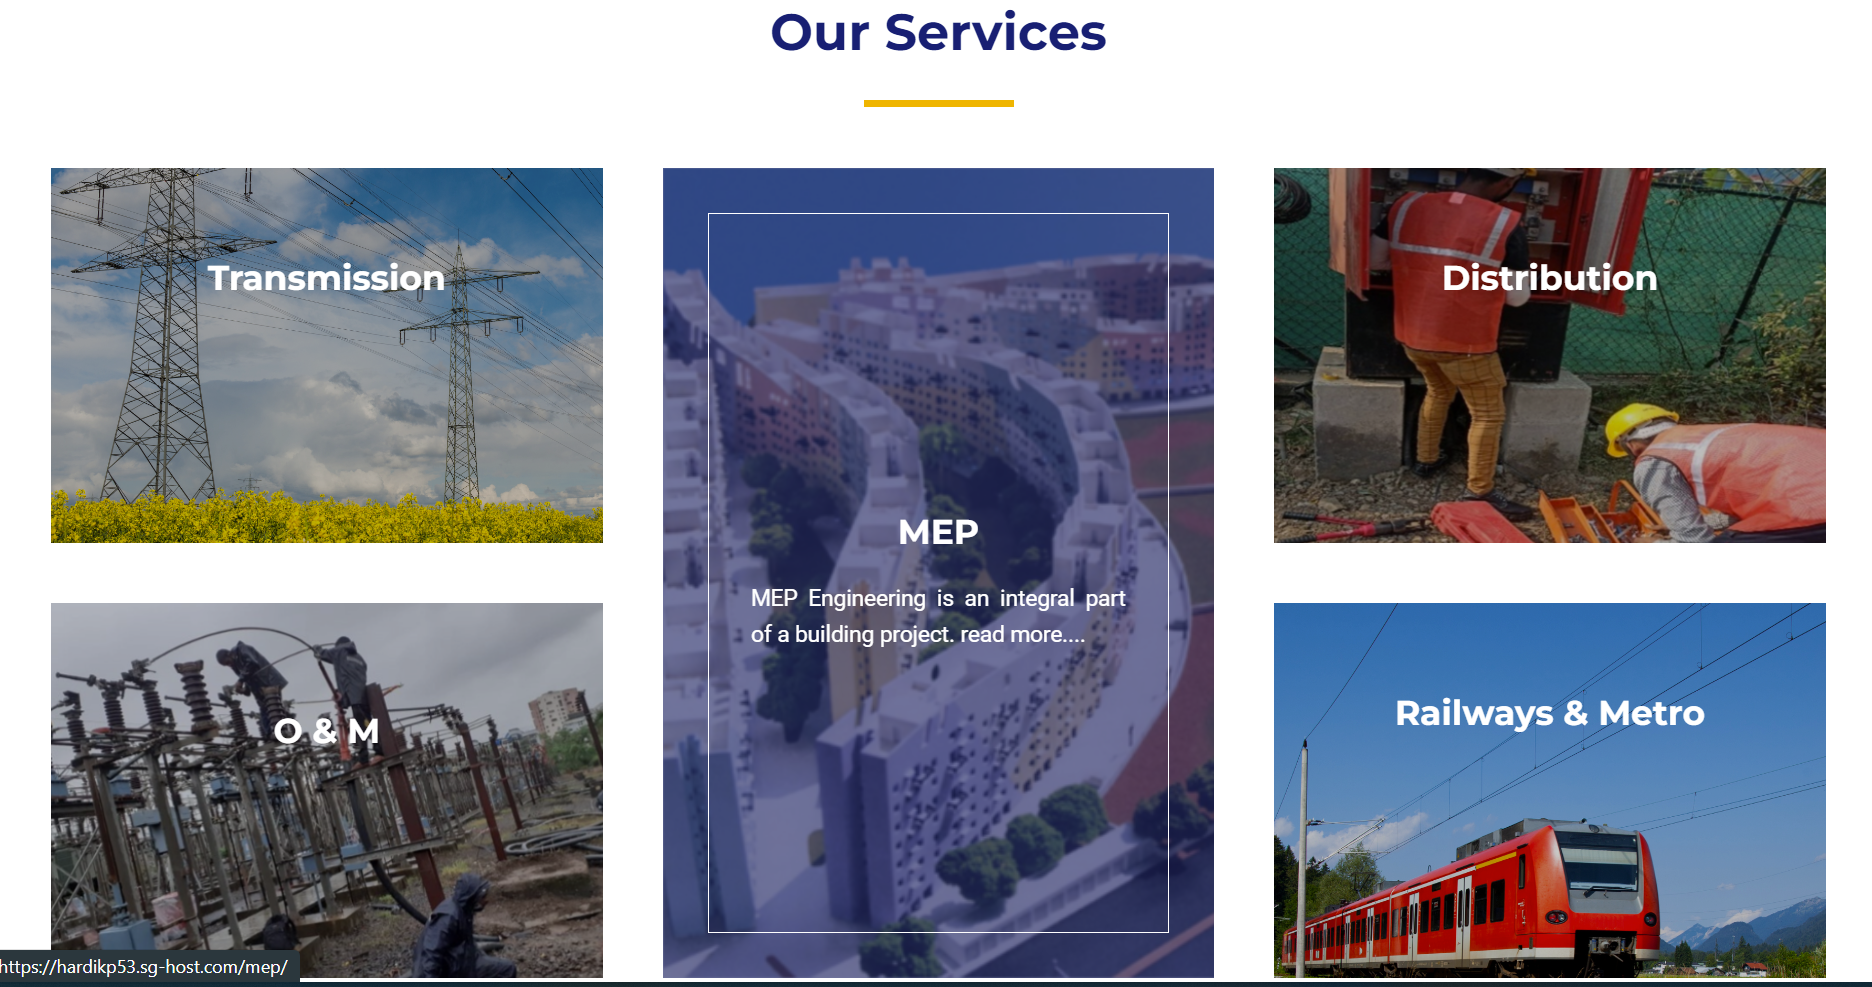 Our Services
Transmission
Distribution
MEP
MEP Engineering is an integral part
of a building project. read more....
O & M
Railways & Metro
https://hardikp53.sg-host.com/mep/